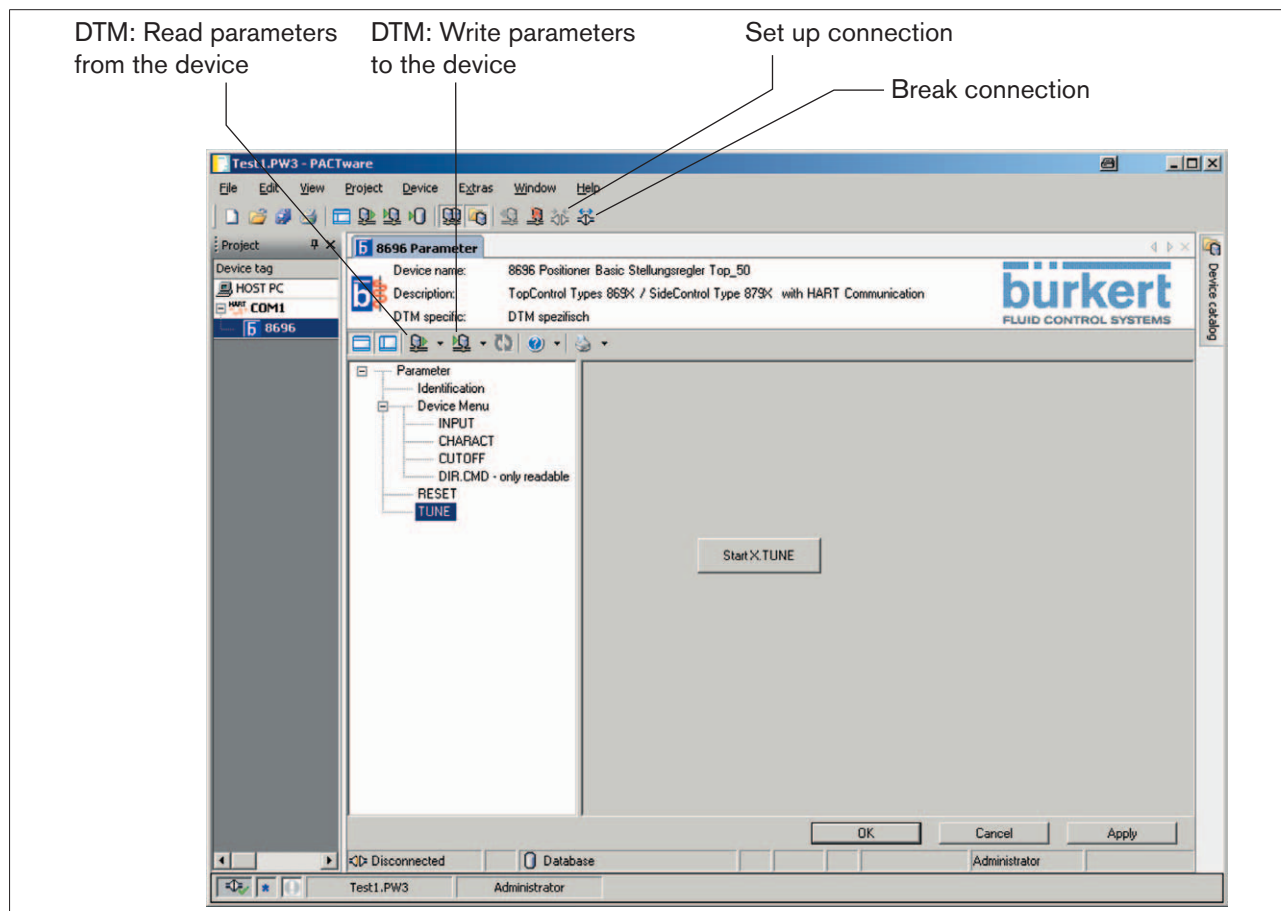 DTM: Read parameters
from the device
DTM: Write parameters
to the device
Set up connection
Break connection
Test1.PW3 - PACTware
File Edit View Project Device Extras Window Help
Project
Device tag
HOST PC
HART COM1
8696
8696 Parameter
Device name: 8696 Positioner Basic Stellungsregler Top_50
Description: TopControl Types 869X / SideControl Type 879X with HART Communication
DTM specific: DTM spezifisch
bürkert
FLUID CONTROL SYSTEMS
Device catalog
Parameter
Identification
Device Menu
INPUT
CHARACT
CUTOFF
DIR.CMD - only readable
RESET
TUNE
Start X.TUNE
OK Cancel Apply
Disconnected Database Administrator
Test1.PW3 Administrator